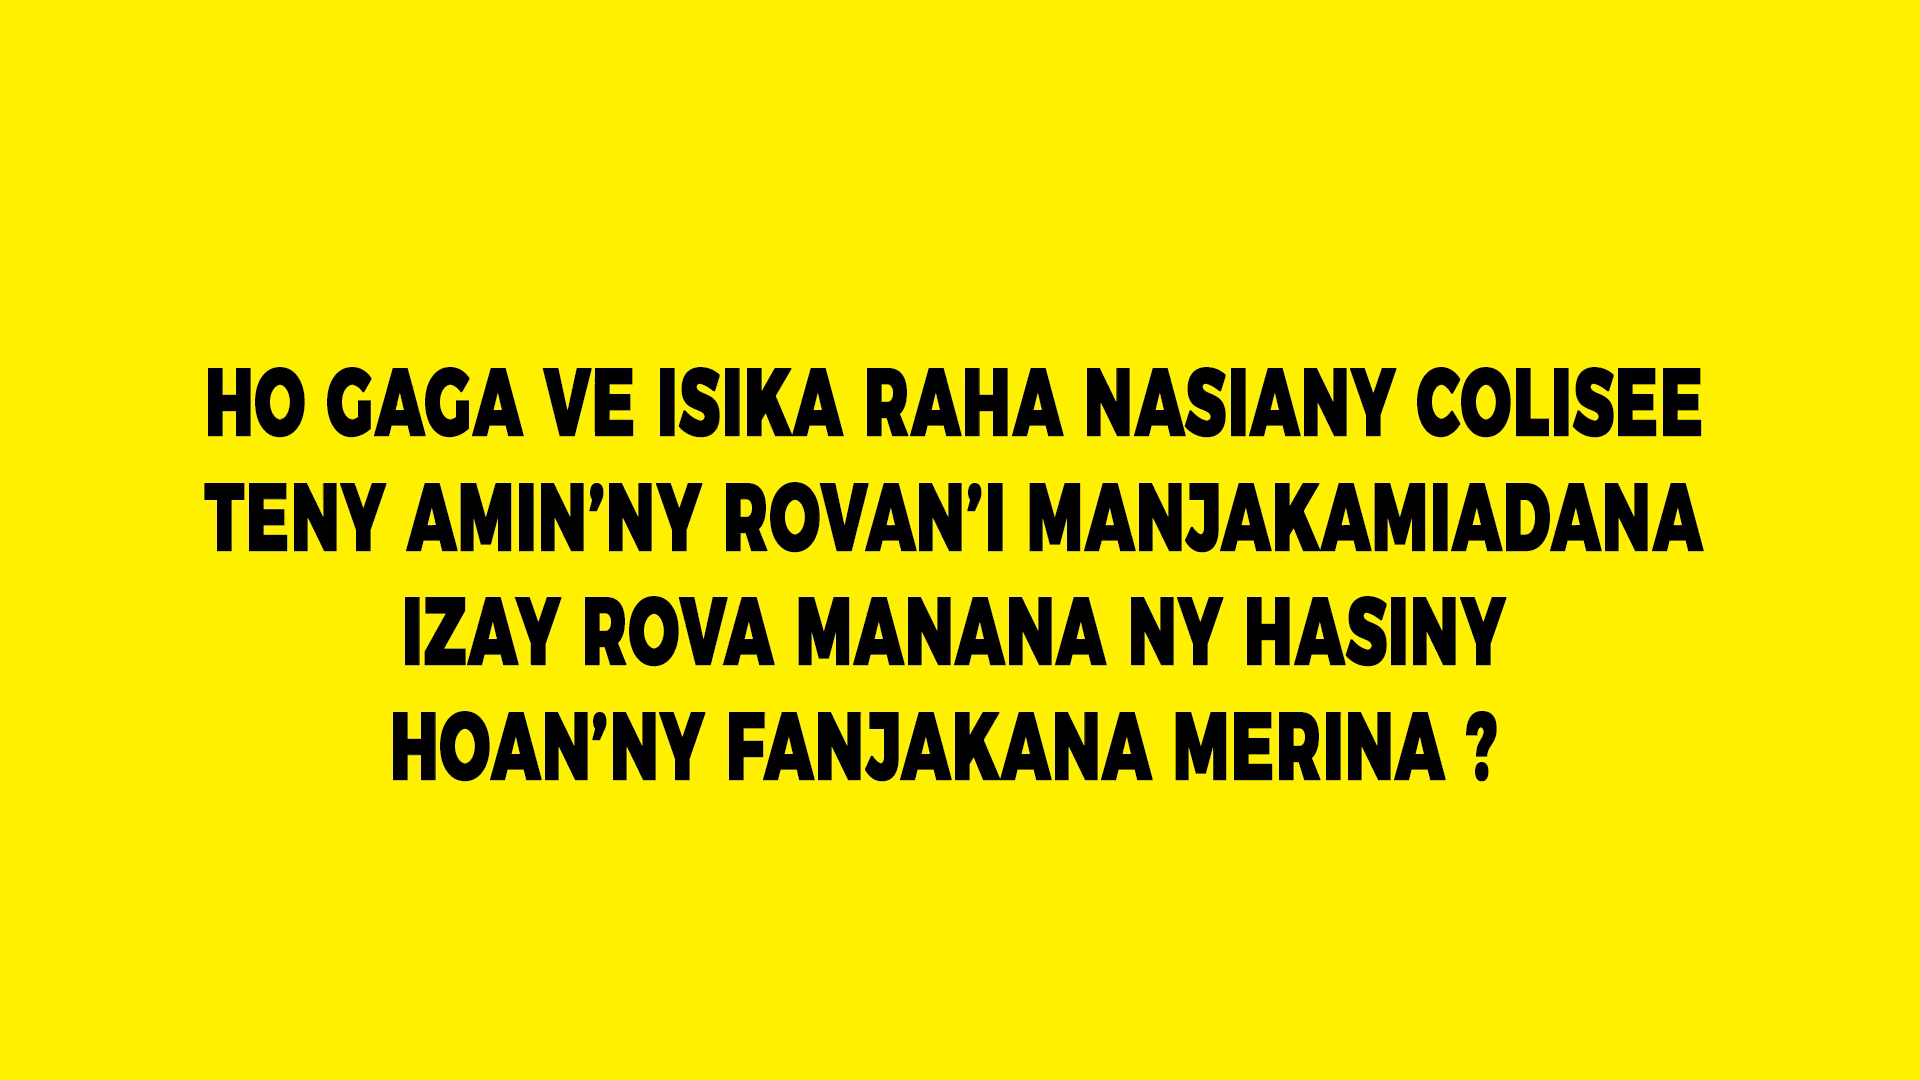 HO GAGA VE ISIKA RAHA NASIANY COLISEE
TENY AMIN’NY ROVAN’I MANJAKAMIADANA
IZAY ROVA MANANA NY HASINY
HOAN’NY FANJAKANA MERINA ?